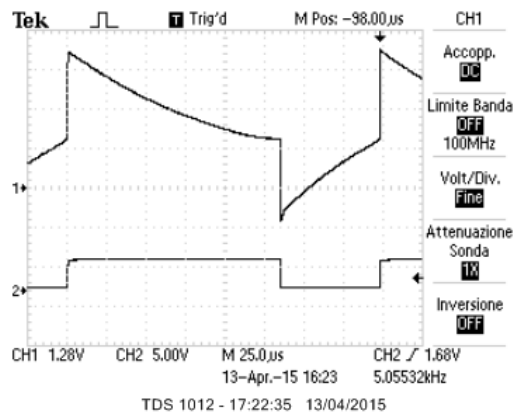 Tek T Trig'd M Pos: -98.00µs CH1
Accopp.
DC
Limite Banda
OFF
100MHz
1
Volt/Div.
Fine
Attenuazione
Sonda
1X
2
Inversione
OFF
CH1 1.28V CH2 5.00V M 25.0µs CH2 / 1.68V
13-Apr.-15 16:23 5.05532kHz
TDS 1012 - 17:22:35 13/04/2015